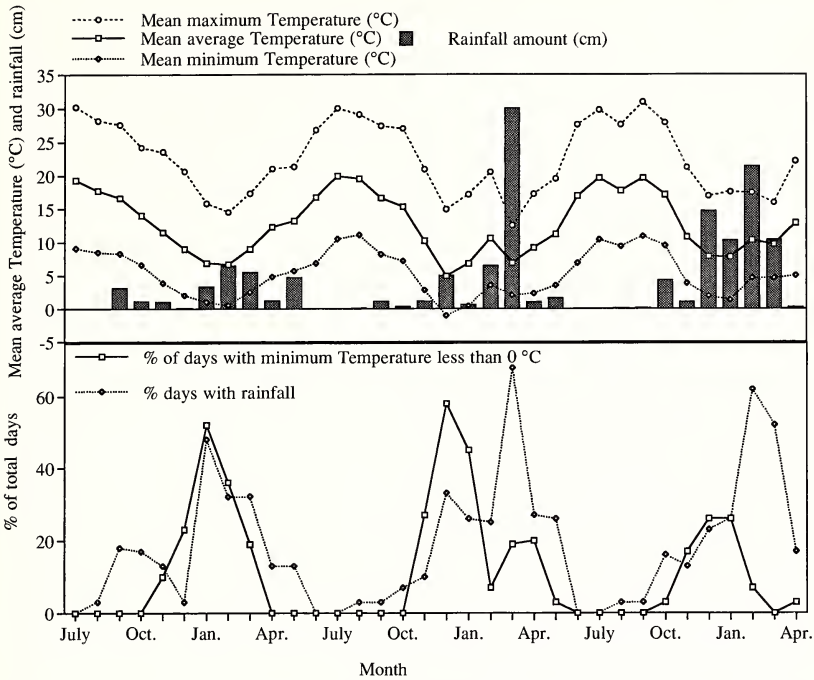 Mean maximum Temperature (°C)
Mean average Temperature (°C)
Rainfall amount (cm)
Mean minimum Temperature (°C)
Mean average Temperature (°C) and rainfall (cm)
35
30
25
20
15
10
5
0
-5
% of days with minimum Temperature less than 0 °C
% days with rainfall
% of total days
60
40
20
0
July Oct. Jan. Apr. July Oct. Jan. Apr. July Oct. Jan. Apr.
Month